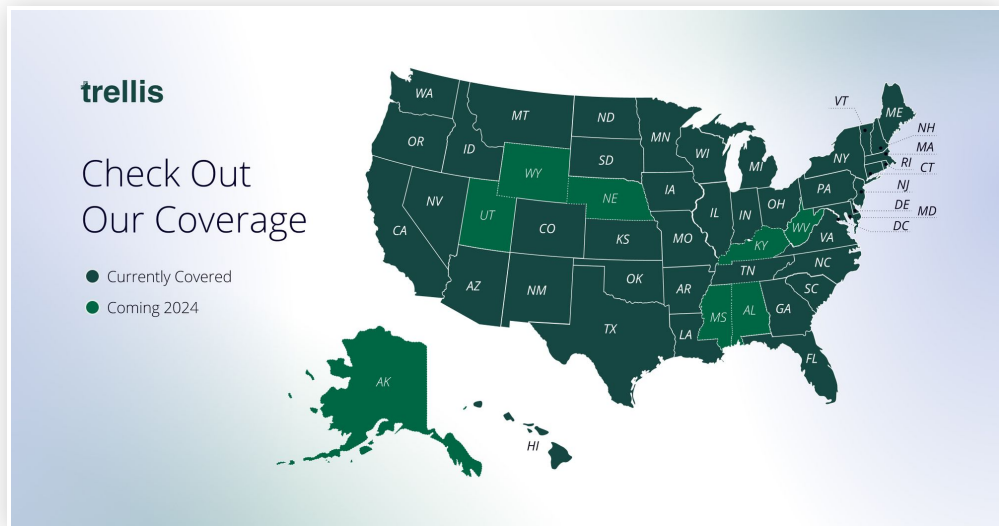 trellis
Check Out
Our Coverage
Currently Covered
Coming 2024
WA
OR
CA
NV
ID
MT
WY
UT
AZ
CO
NM
ND
SD
NE
KS
OK
TX
MN
IA
MO
AR
LA
WI
IL
MI
IN
OH
KY
TN
MS
AL
GA
FL
SC
NC
VA
WV
PA
NY
VT
ME
NH
MA
RI
CT
NJ
DE
MD
DC
AK
HI